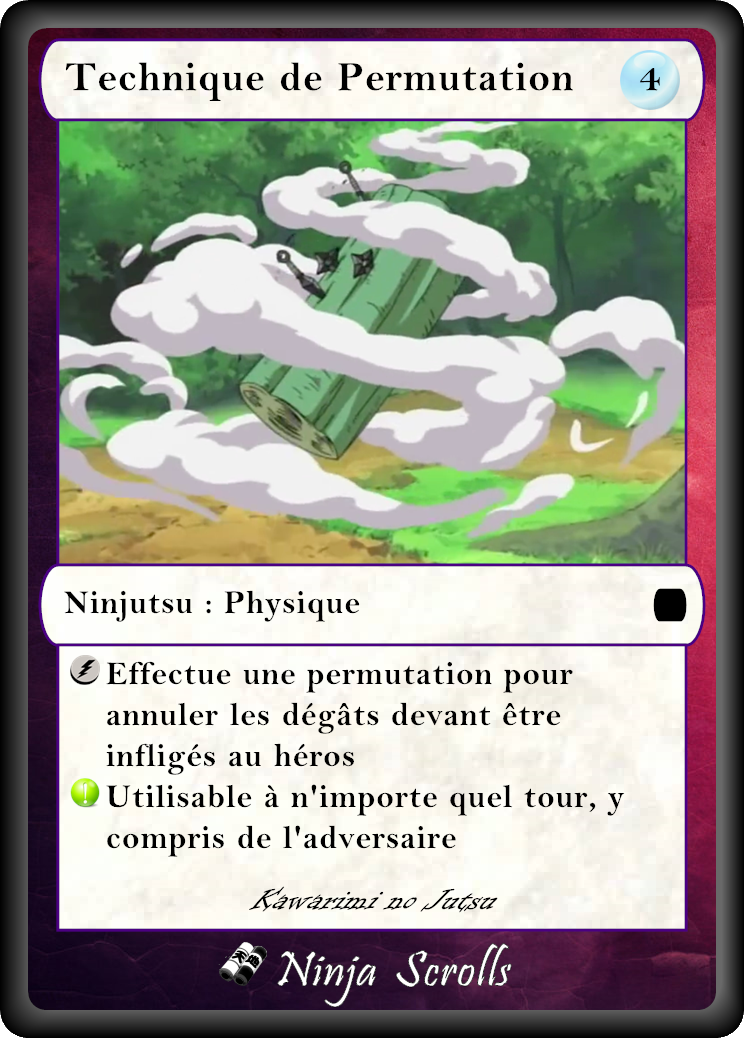 Technique de Permutation
4
Ninjutsu : Physique
Effectue une permutation pour
annuler les dégâts devant être
infligés au héros
Utilisable à n'importe quel tour, y
compris de l'adversaire
Kawarimi no Jutsu
Ninja Scrolls